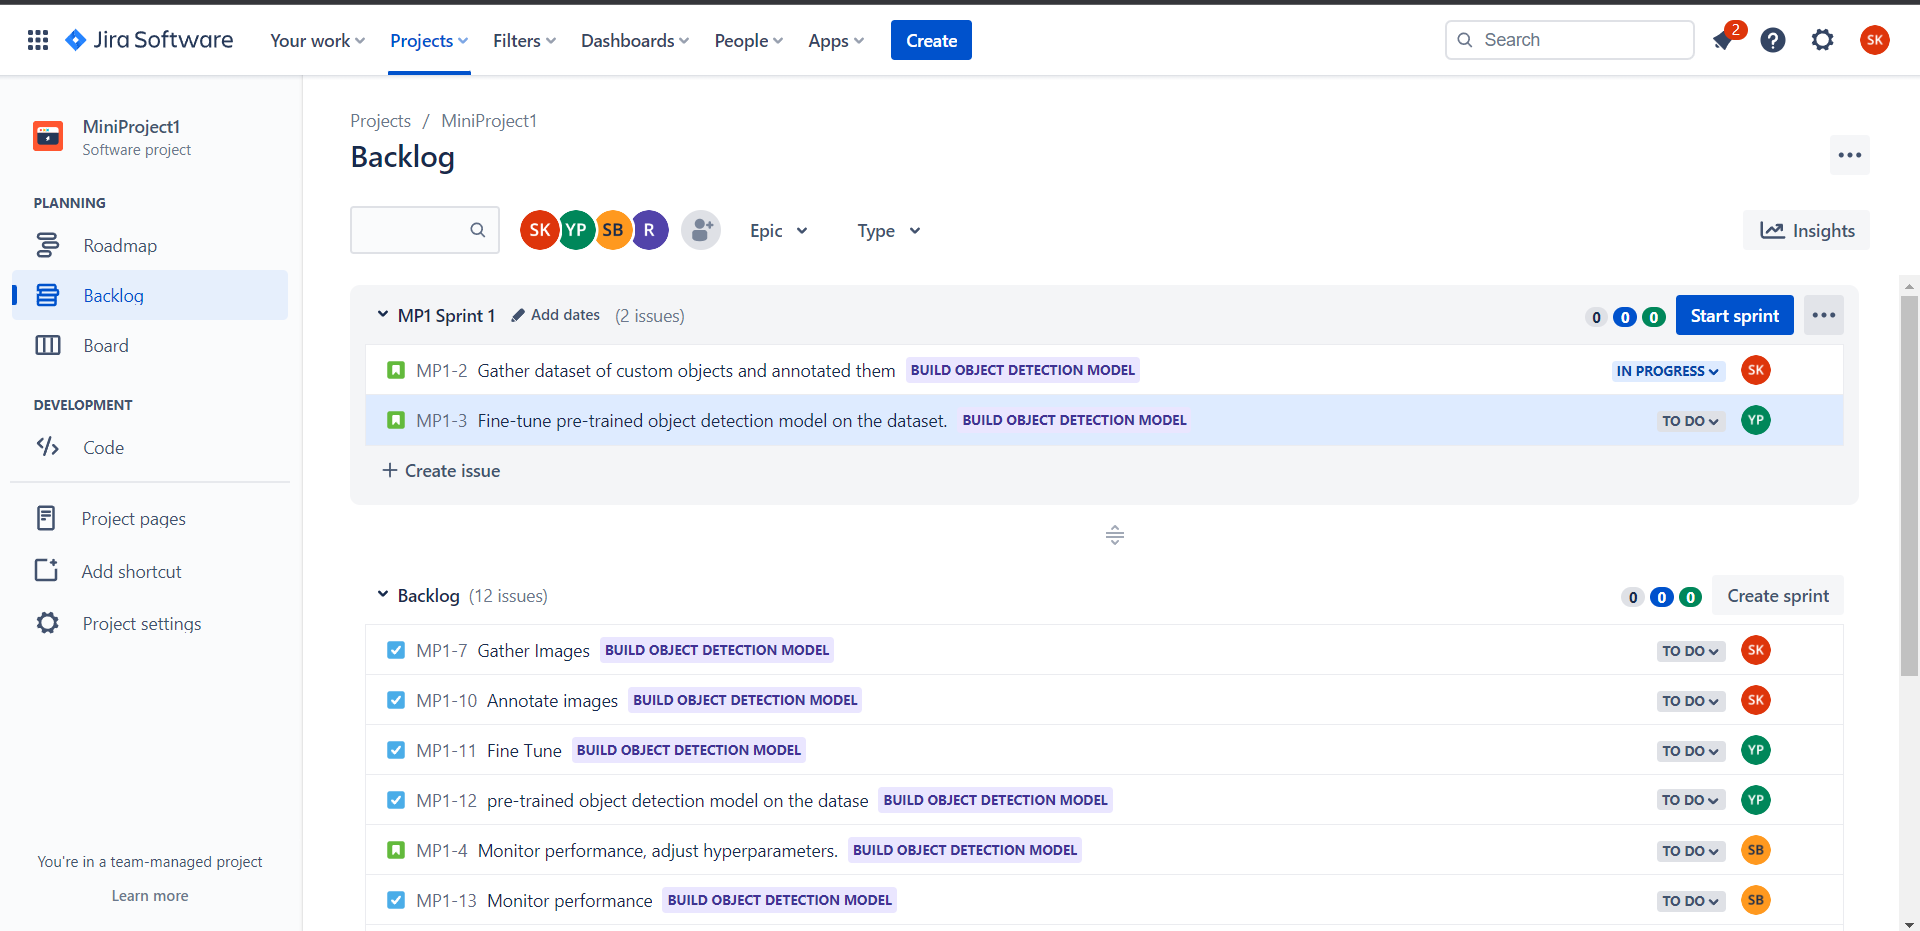 Jira Software Your work Projects Filters Dashboards People Apps Create Search 2 SK
MiniProject1
Software project
PLANNING
Roadmap
Backlog
Board
DEVELOPMENT
Code
Project pages
Add shortcut
Project settings
You're in a team-managed project
Learn more
Projects / MiniProject1
Backlog
SK YP SB R Epic Type Insights
MP1 Sprint 1 Add dates (2 issues) 0 0 0 Start sprint
MP1-2 Gather dataset of custom objects and annotated them BUILD OBJECT DETECTION MODEL IN PROGRESS SK
MP1-3 Fine-tune pre-trained object detection model on the dataset. BUILD OBJECT DETECTION MODEL TO DO YP
Create issue
Backlog (12 issues) 0 0 0 Create sprint
MP1-7 Gather Images BUILD OBJECT DETECTION MODEL TO DO SK
MP1-10 Annotate images BUILD OBJECT DETECTION MODEL TO DO SK
MP1-11 Fine Tune BUILD OBJECT DETECTION MODEL TO DO YP
MP1-12 pre-trained object detection model on the datase BUILD OBJECT DETECTION MODEL TO DO YP
MP1-4 Monitor performance, adjust hyperparameters. BUILD OBJECT DETECTION MODEL TO DO SB
MP1-13 Monitor performance BUILD OBJECT DETECTION MODEL TO DO SB